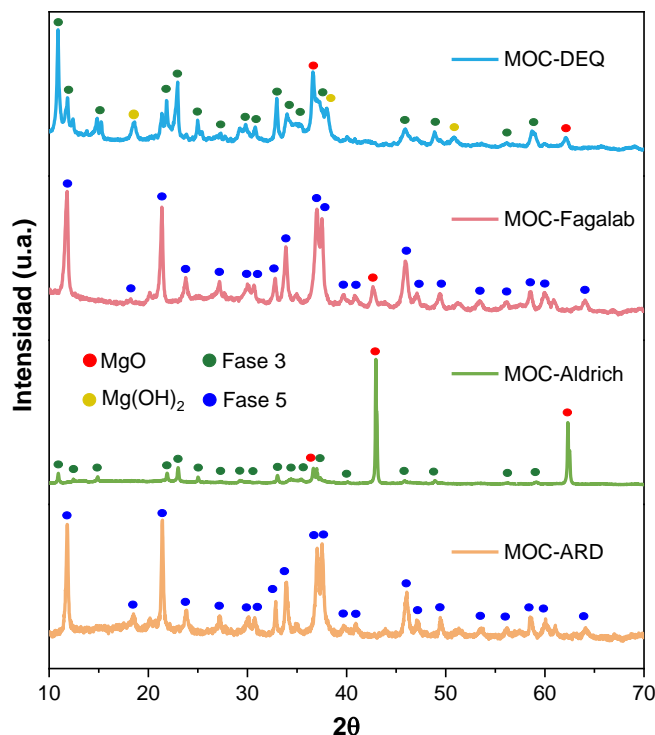 MOC-DEQ
MOC-Fagalab
MgO
Fase 3
Mg(OH)₂
Fase 5
MOC-Aldrich
MOC-ARD
Intensidad (u.a.)
10 20 30 40 50 60 70
2θ